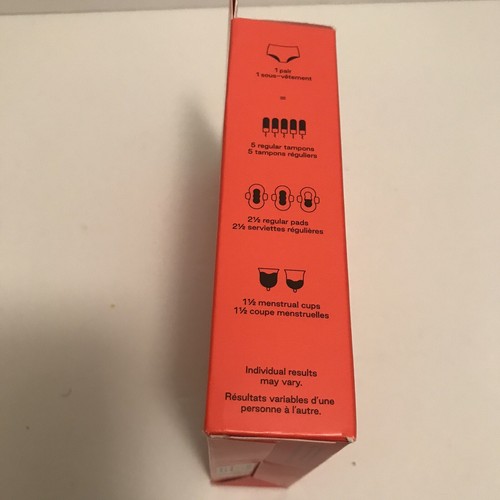 1 pair
1 sous-vêtement
=
5 regular tampons
5 tampons réguliers
2½ regular pads
2½ serviettes régulières
1½ menstrual cups
1½ coupe menstruelles
Individual results
may vary.
Résultats variables d'une
personne à l'autre.